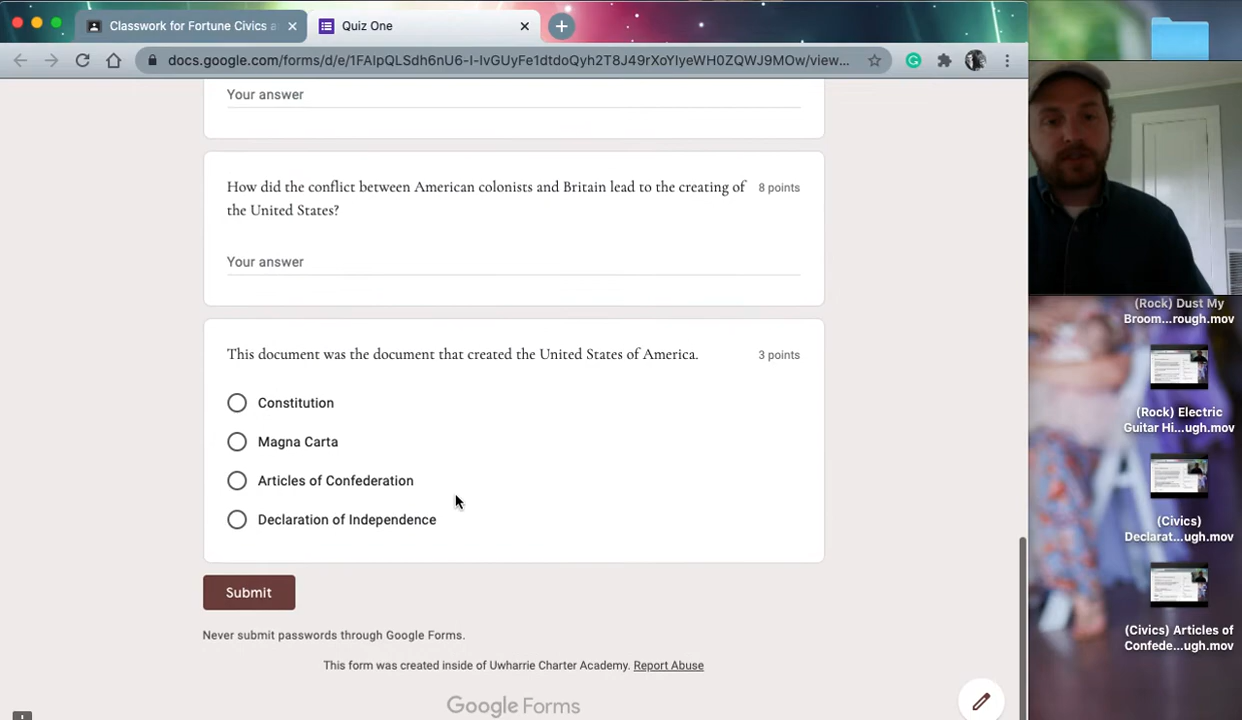 Classwork for Fortune Civics a
Quiz One
docs.google.com/forms/d/e/1FAIpQLSdh6nU6-I-IvGUyFe1dtdoQyh2T8J49rXoYIyeWH0ZQWJ9MOw/view...
Your answer
How did the conflict between American colonists and Britain lead to the creating of
the United States?
8 points
Your answer
This document was the document that created the United States of America.
3 points
Constitution
Magna Carta
Articles of Confederation
Declaration of Independence
Submit
Never submit passwords through Google Forms.
This form was created inside of Uwharrie Charter Academy. Report Abuse
Google Forms
(Rock) Dust My
Broom...rough.mov
(Rock) Electric
Guitar Hi...ugh.mov
(Civics)
Declarat...ugh.mov
(Civics) Articles of
Confede...ugh.mov